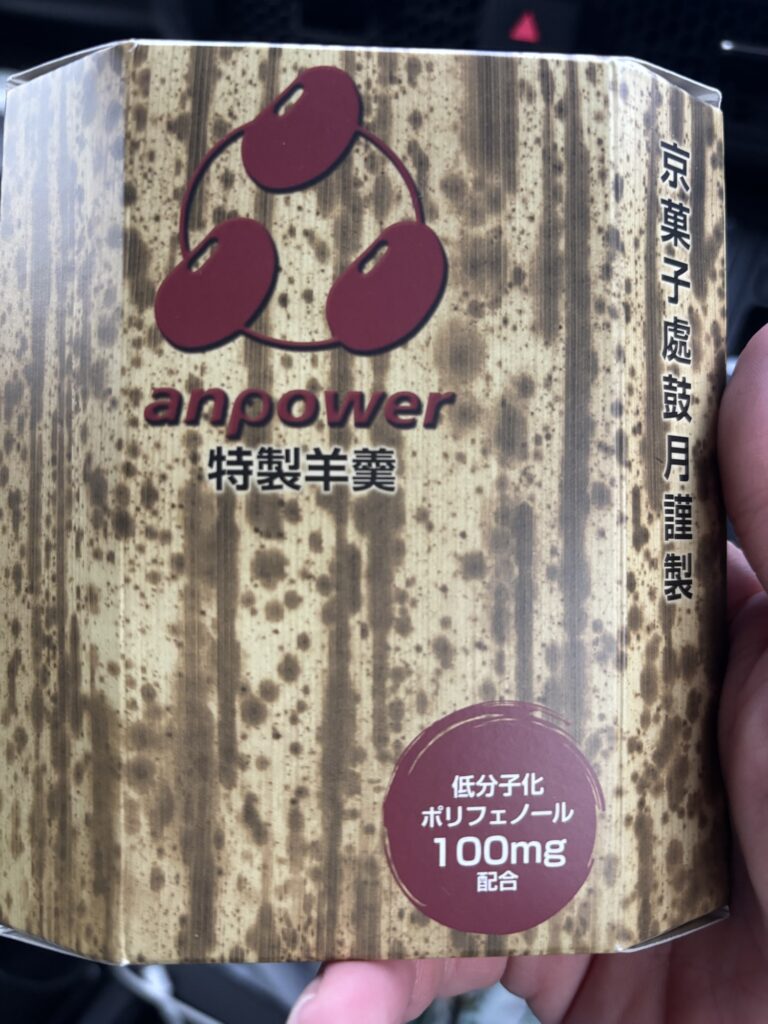 anpower
特製羊羹
京菓子處鼓月謹製
低分子化
ポリフェノール
100mg
配合